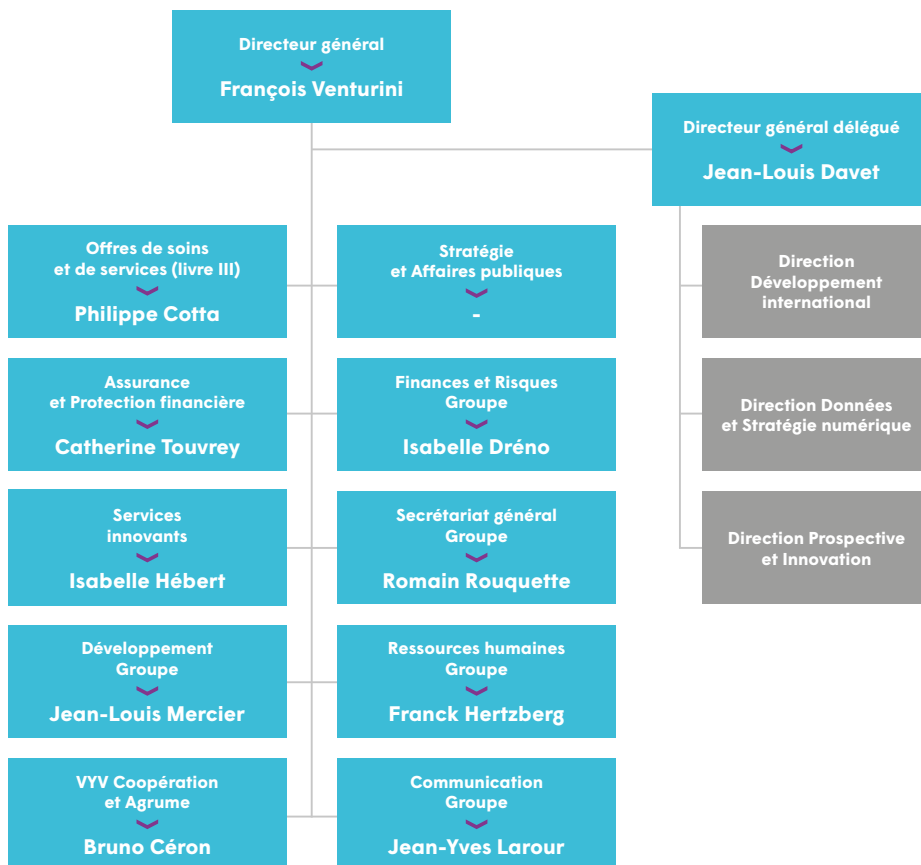 Directeur général
François Venturini
Directeur général délégué
Jean-Louis Davet
Offres de soins
et de services (livre III)
Philippe Cotta
Stratégie
et Affaires publiques
-
Direction
Développement
international
Assurance
et Protection financière
Catherine Touvrey
Finances et Risques
Groupe
Isabelle Dréno
Direction Données
et Stratégie numérique
Services
innovants
Isabelle Hébert
Secrétariat général
Groupe
Romain Rouquette
Direction Prospective
et Innovation
Développement
Groupe
Jean-Louis Mercier
Ressources humaines
Groupe
Franck Hertzberg
VYV Coopération
et Agrume
Bruno Céron
Communication
Groupe
Jean-Yves Larour